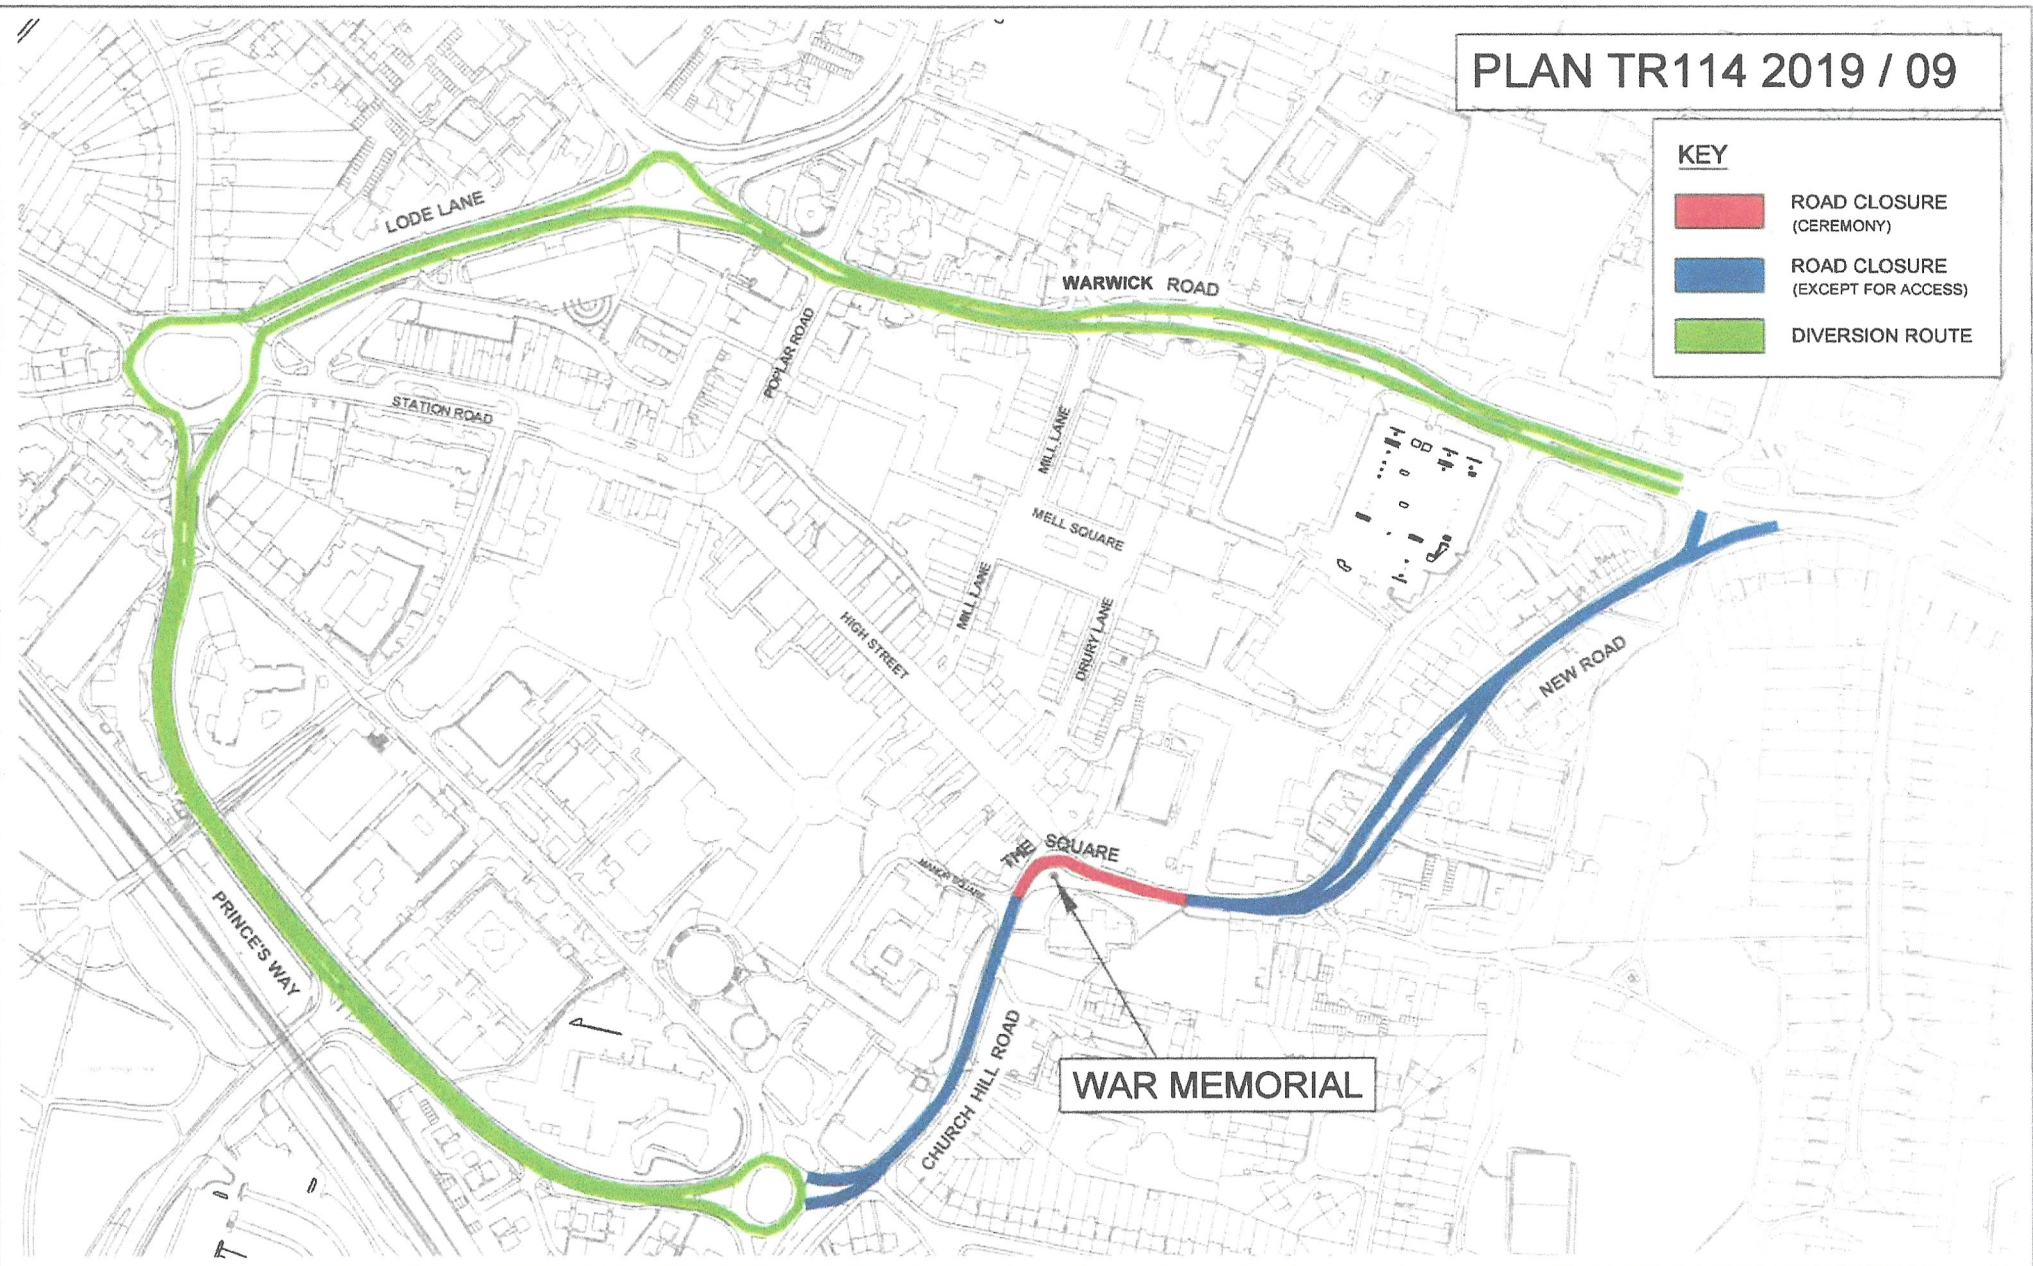 PLAN TR114 2019 / 09
KEY
ROAD CLOSURE
(CEREMONY)
ROAD CLOSURE
(EXCEPT FOR ACCESS)
DIVERSION ROUTE
LODE LANE
WARWICK ROAD
POPLAR ROAD
STATION ROAD
MILL LANE
MELL SQUARE
MILL LANE
DRURY LANE
HIGH STREET
NEW ROAD
THE SQUARE
MANOR SQUARE
PRINCE'S WAY
CHURCH HILL ROAD
WAR MEMORIAL